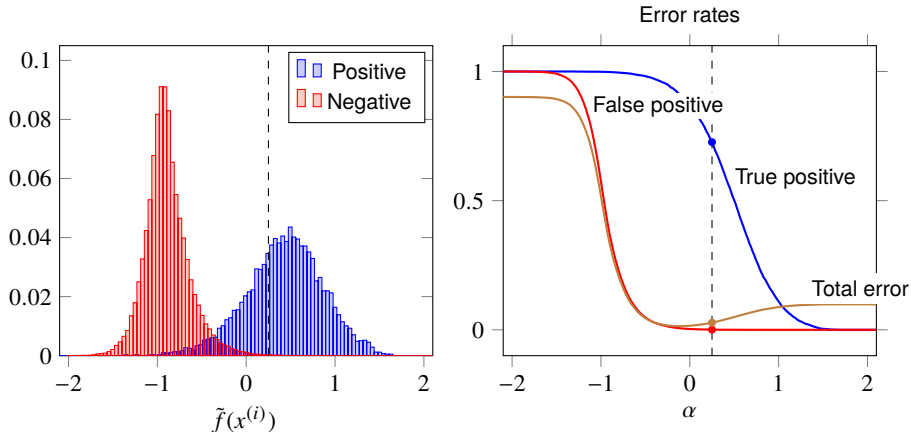 Error rates
0.1
0.08
0.06
0.04
0.02
0
−2 −1 0 1 2
f̃(x⁽ⁱ⁾)
Positive
Negative
1
0.5
0
−2 −1 0 1 2
α
False positive
True positive
Total error